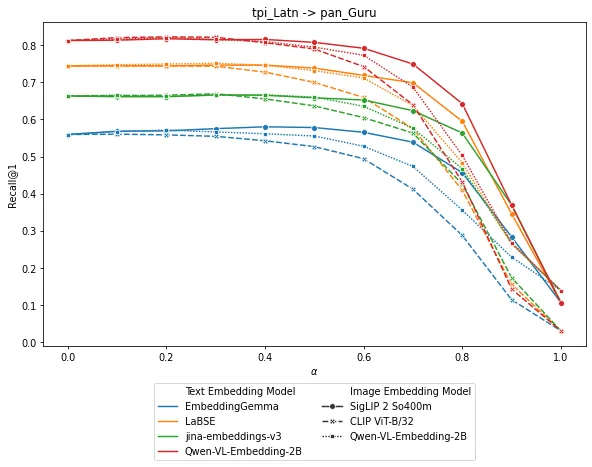 tpi_Latn -> pan_Guru
Recall@1
0.8
0.7
0.6
0.5
0.4
0.3
0.2
0.1
0.0
0.0 0.2 0.4 0.6 0.8 1.0
α
Text Embedding Model
EmbeddingGemma
LaBSE
jina-embeddings-v3
Qwen-VL-Embedding-2B
Image Embedding Model
SigLIP 2 So400m
CLIP ViT-B/32
Qwen-VL-Embedding-2B